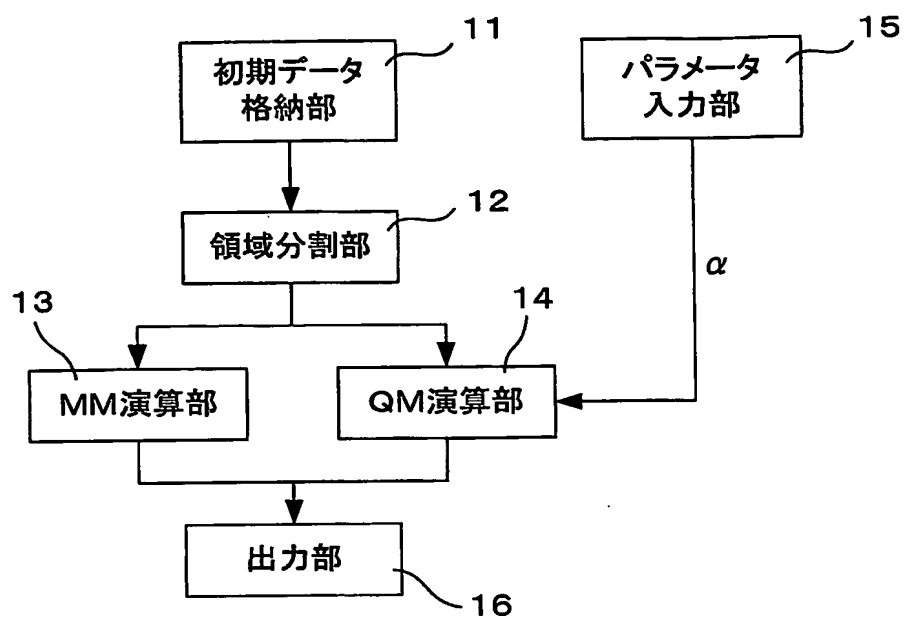 11
初期データ
格納部
15
パラメータ
入力部
12
領域分割部
α
13
MM演算部
14
QM演算部
出力部
16